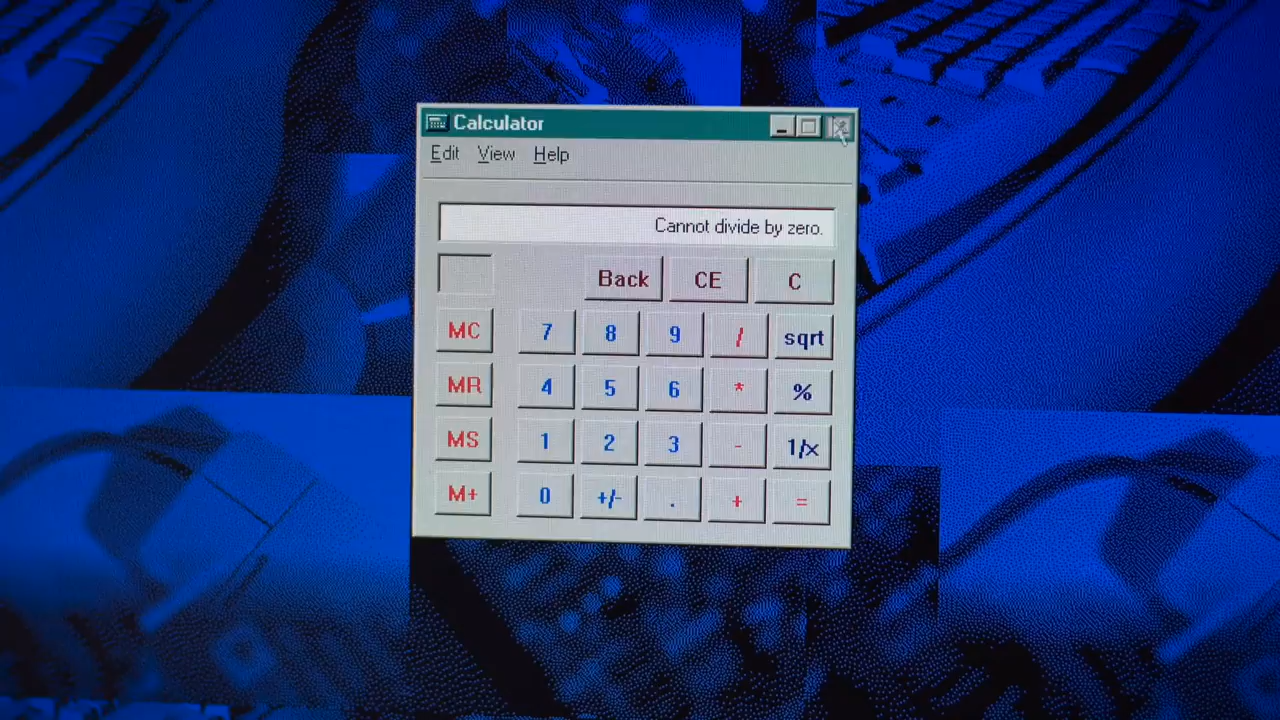 Calculator
Edit View Help
Cannot divide by zero.
Back CE C
MC 7 8 9 / sqrt
MR 4 5 6 * %
MS 1 2 3 - 1/x
M+ 0 +/- . + =